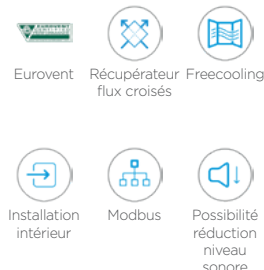 Eurovent
Récupérateur
flux croisés
Freecooling
Installation
intérieur
Modbus
Possibilité
réduction
niveau
sonore